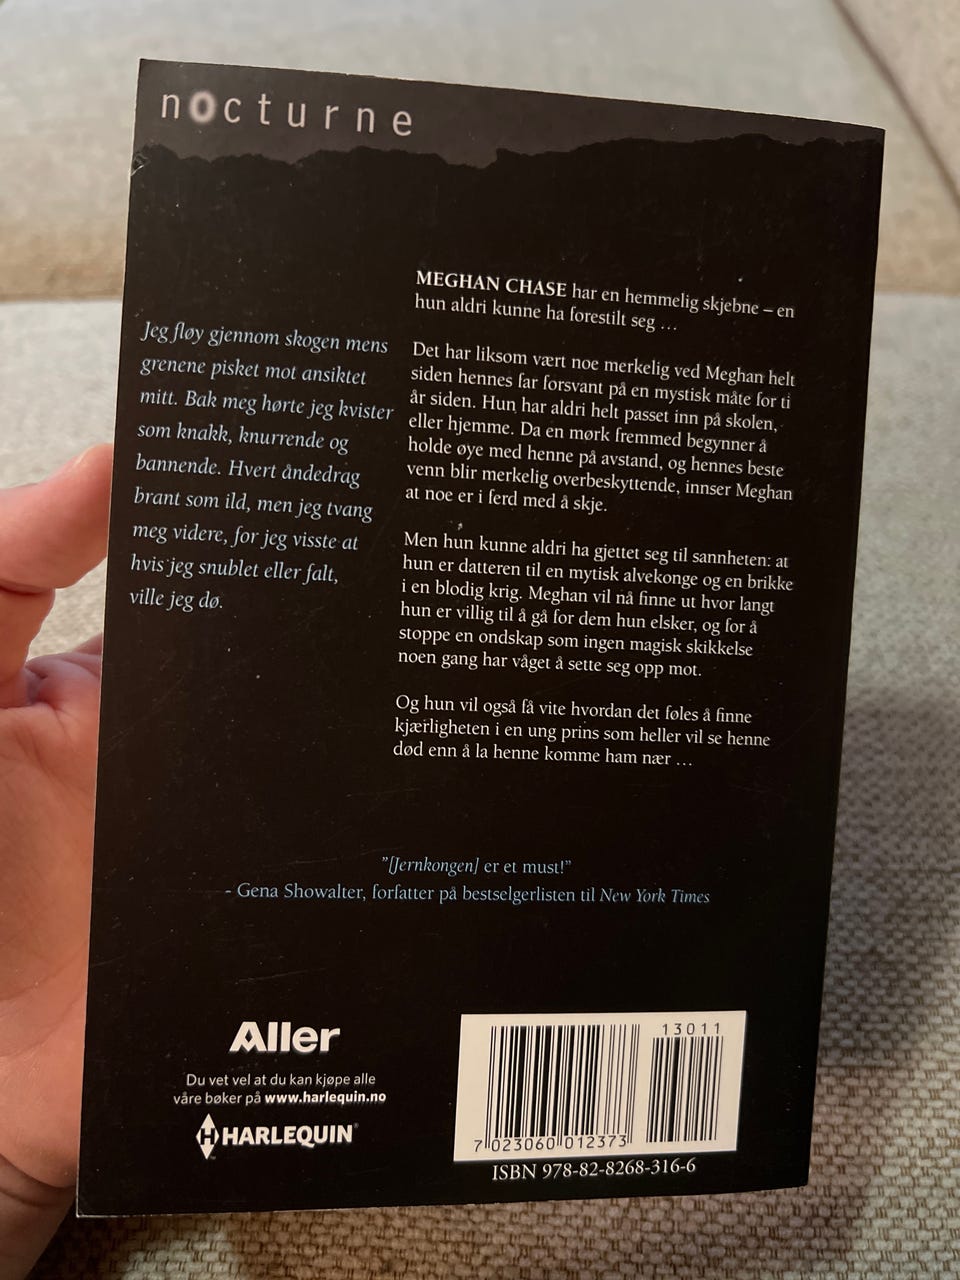 nocturne
Jeg fløy gjennom skogen mens
grenene pisket mot ansiktet
mitt. Bak meg hørte jeg kvister
som knakk, knurrende og
bannende. Hvert åndedrag
brant som ild, men jeg tvang
meg videre, for jeg visste at
hvis jeg snublet eller falt,
ville jeg dø.
MEGHAN CHASE har en hemmelig skjebne – en
hun aldri kunne ha forestilt seg ...
Det har liksom vært noe merkelig ved Meghan helt
siden hennes far forsvant på en mystisk måte for ti
år siden. Hun har aldri helt passet inn på skolen,
eller hjemme. Da en mørk fremmed begynner å
holde øye med henne på avstand, og hennes beste
venn blir merkelig overbeskyttende, innser Meghan
at noe er i ferd med å skje.
Men hun kunne aldri ha gjettet seg til sannheten: at
hun er datteren til en mytisk alvekonge og en brikke
i en blodig krig. Meghan vil nå finne ut hvor langt
hun er villig til å gå for dem hun elsker, og for å
stoppe en ondskap som ingen magisk skikkelse
noen gang har våget å sette seg opp mot.
Og hun vil også få vite hvordan det føles å finne
kjærligheten i en ung prins som heller vil se henne
død enn å la henne komme ham nær ...
"[Jernkongen] er et must!"
- Gena Showalter, forfatter på bestselgerlisten til New York Times
Aller
Du vet vel at du kan kjøpe alle
våre bøker på www.harlequin.no
H HARLEQUIN®
13011
7 023060 012373
ISBN 978-82-8268-316-6